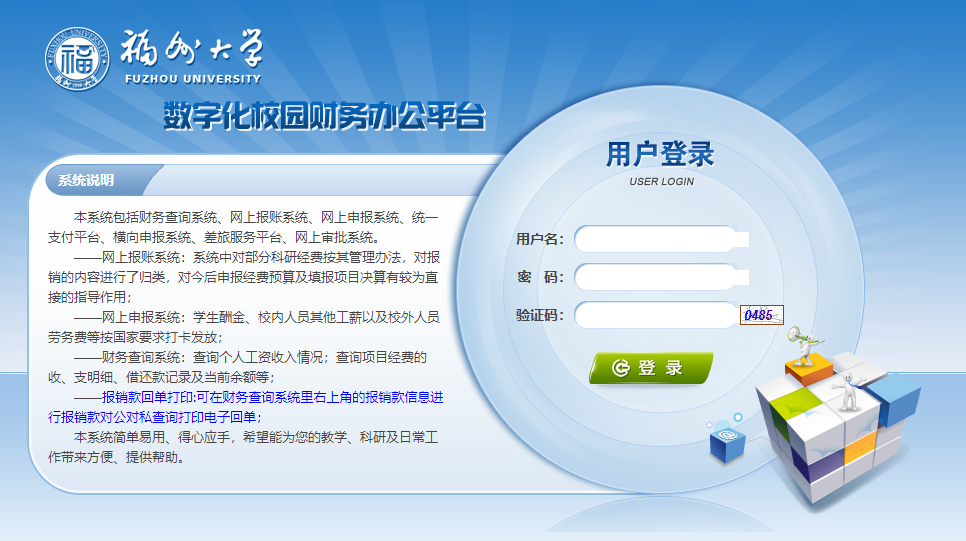 福州大学
FUZHOU UNIVERSITY
数字化校园财务办公平台
系统说明
本系统包括财务查询系统、网上报账系统、网上申报系统、统一
支付平台、横向申报系统、差旅服务平台、网上审批系统。
——网上报账系统：系统中对部分科研经费按其管理办法，对报
销的内容进行了归类，对今后申报经费预算及填报项目决算有较为直
接的指导作用；
——网上申报系统：学生酬金、校内人员其他工薪以及校外人员
劳务费等按国家要求打卡发放；
——财务查询系统：查询个人工资收入情况；查询项目经费的
收、支明细、借还款记录及当前余额等；
——报销款回单打印:可在财务查询系统里右上角的报销款信息进
行报销款对公对私查询打印电子回单；
本系统简单易用、得心应手，希望能为您的教学、科研及日常工
作带来方便、提供帮助。
用户登录
USER LOGIN
用户名：
密 码：
验证码：
0485
登 录